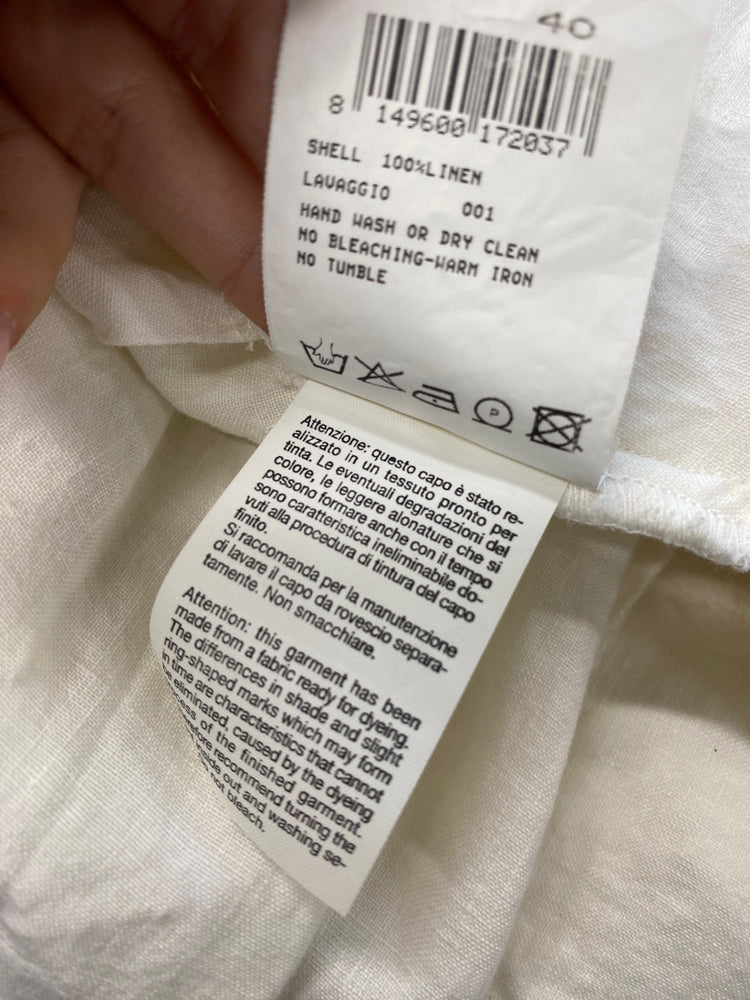 40
8 149600 172037
SHELL 100%LINEN
LAVAGGIO 001
HAND WASH OR DRY CLEAN
NO BLEACHING-WARM IRON
NO TUMBLE
P
Attenzione: questo capo è stato re-
alizzato in un tessuto pronto per
tinta. Le eventuali degradazioni del
colore, le leggere alonature che si
possono formare anche con il tempo
sono caratteristica ineliminabile do-
vuti alla procedura di tintura del capo
finito.
Si raccomanda per la manutenzione
di lavare il capo da rovescio separa-
tamente. Non smacchiare.
Attention: this garment has been
made from a fabric ready for dyeing.
The differences in shade and slight
ring-shaped marks which may form
in time are characteristics that cannot
eliminated, caused by the dyeing
of the finished garment.
recommend turning the
inside out and washing se-
not bleach.